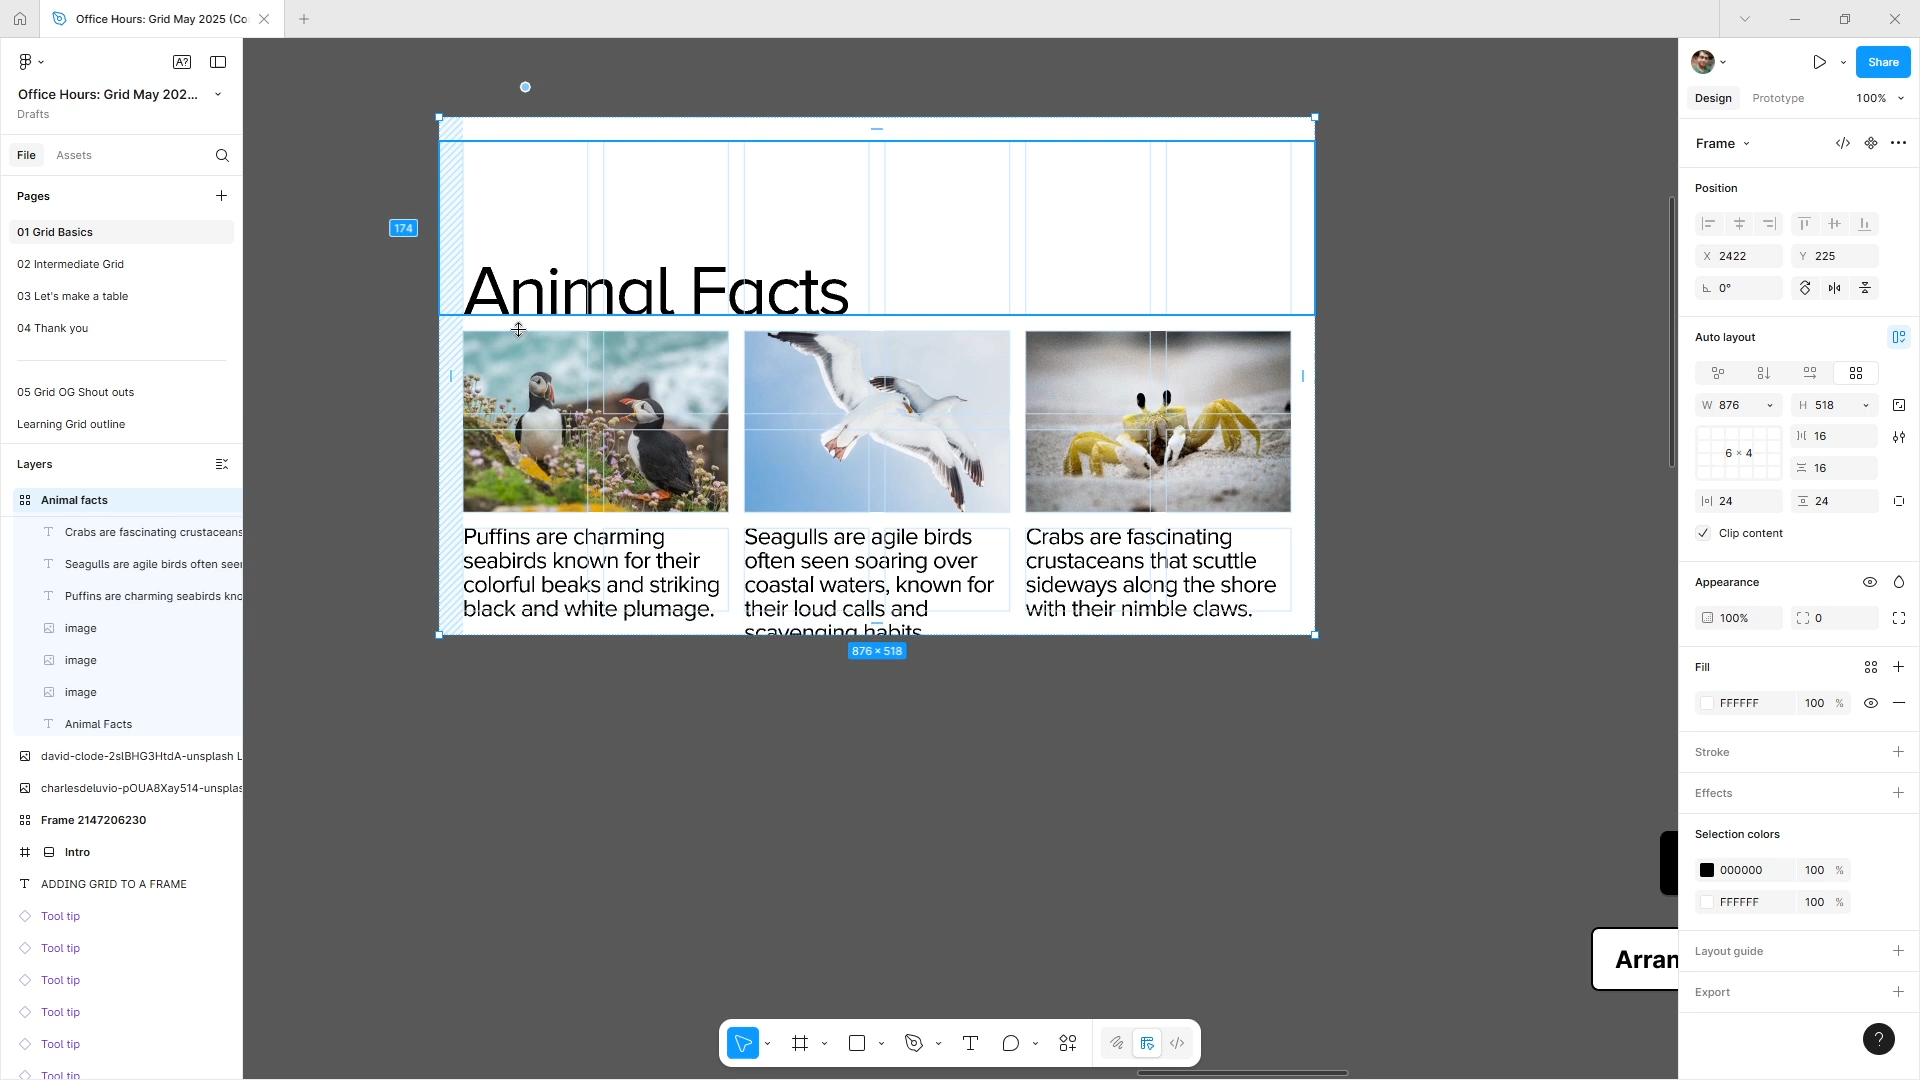 Office Hours: Grid May 2025 (Co
Office Hours: Grid May 202...
Drafts
A?
File
Assets
Pages
01 Grid Basics
02 Intermediate Grid
03 Let's make a table
04 Thank you
05 Grid OG Shout outs
Learning Grid outline
Layers
Animal facts
Crabs are fascinating crustaceans
Seagulls are agile birds often see
Puffins are charming seabirds kno
image
image
image
Animal Facts
david-clode-2slBHG3HtdA-unsplash L
charlesdeluvio-pOUA8Xay514-unsplas
Frame 2147206230
Intro
ADDING GRID TO A FRAME
Tool tip
Tool tip
Tool tip
Tool tip
Tool tip
Tool tip
174
Animal Facts
Puffins are charming
seabirds known for their
colorful beaks and striking
black and white plumage.
Seagulls are agile birds
often seen soaring over
coastal waters, known for
their loud calls and
scavenging habits.
Crabs are fascinating
crustaceans that scuttle
sideways along the shore
with their nimble claws.
876 × 518
Arran
Share
Design
Prototype
100%
Frame
Position
X 2422
Y 225
0°
Auto layout
W 876
H 518
6 × 4
16
16
24
24
Clip content
Appearance
100%
0
Fill
FFFFFF
100 %
Stroke
Effects
Selection colors
000000
100 %
FFFFFF
100 %
Layout guide
Export
?